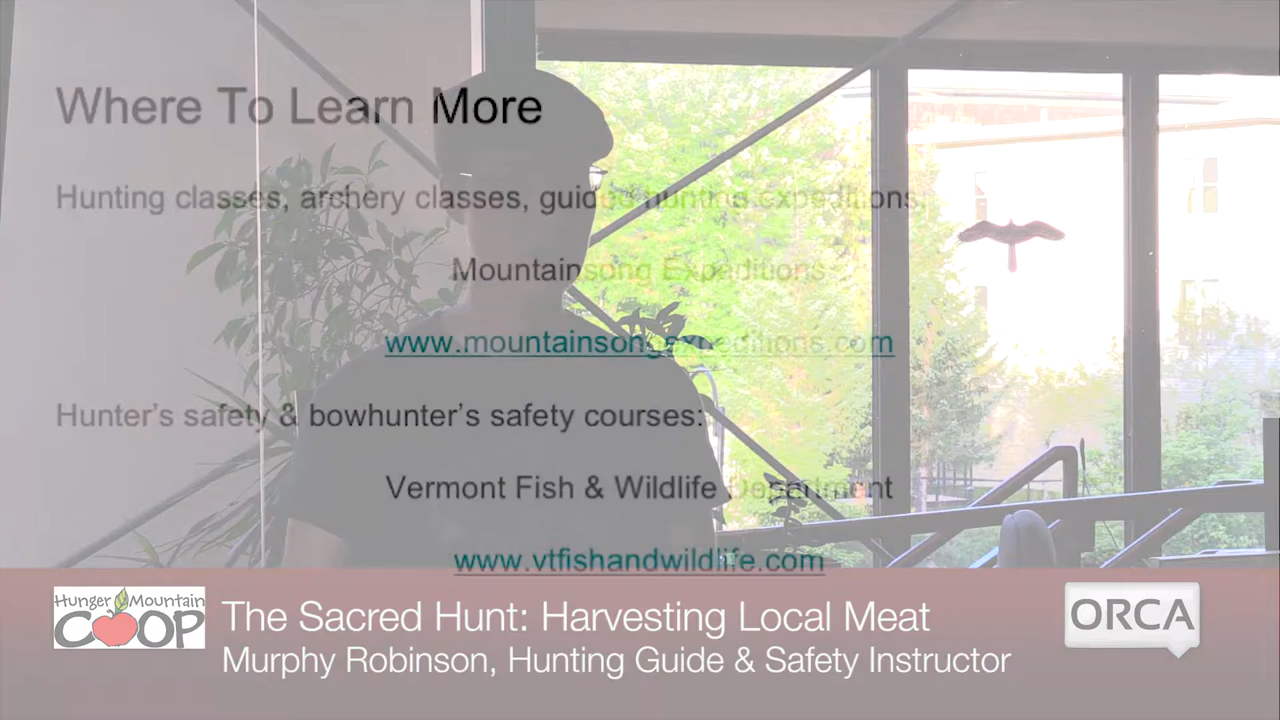 Where To Learn More
Hunting classes, archery classes, guided hunting expeditions,
Mountainsong Expeditions
www.mountainsongexpeditions.com
Hunter's safety & bowhunter's safety courses:
Vermont Fish & Wildlife Department
www.vtfishandwildlife.com
Hunger Mountain
COOP
The Sacred Hunt: Harvesting Local Meat
Murphy Robinson, Hunting Guide & Safety Instructor
ORCA